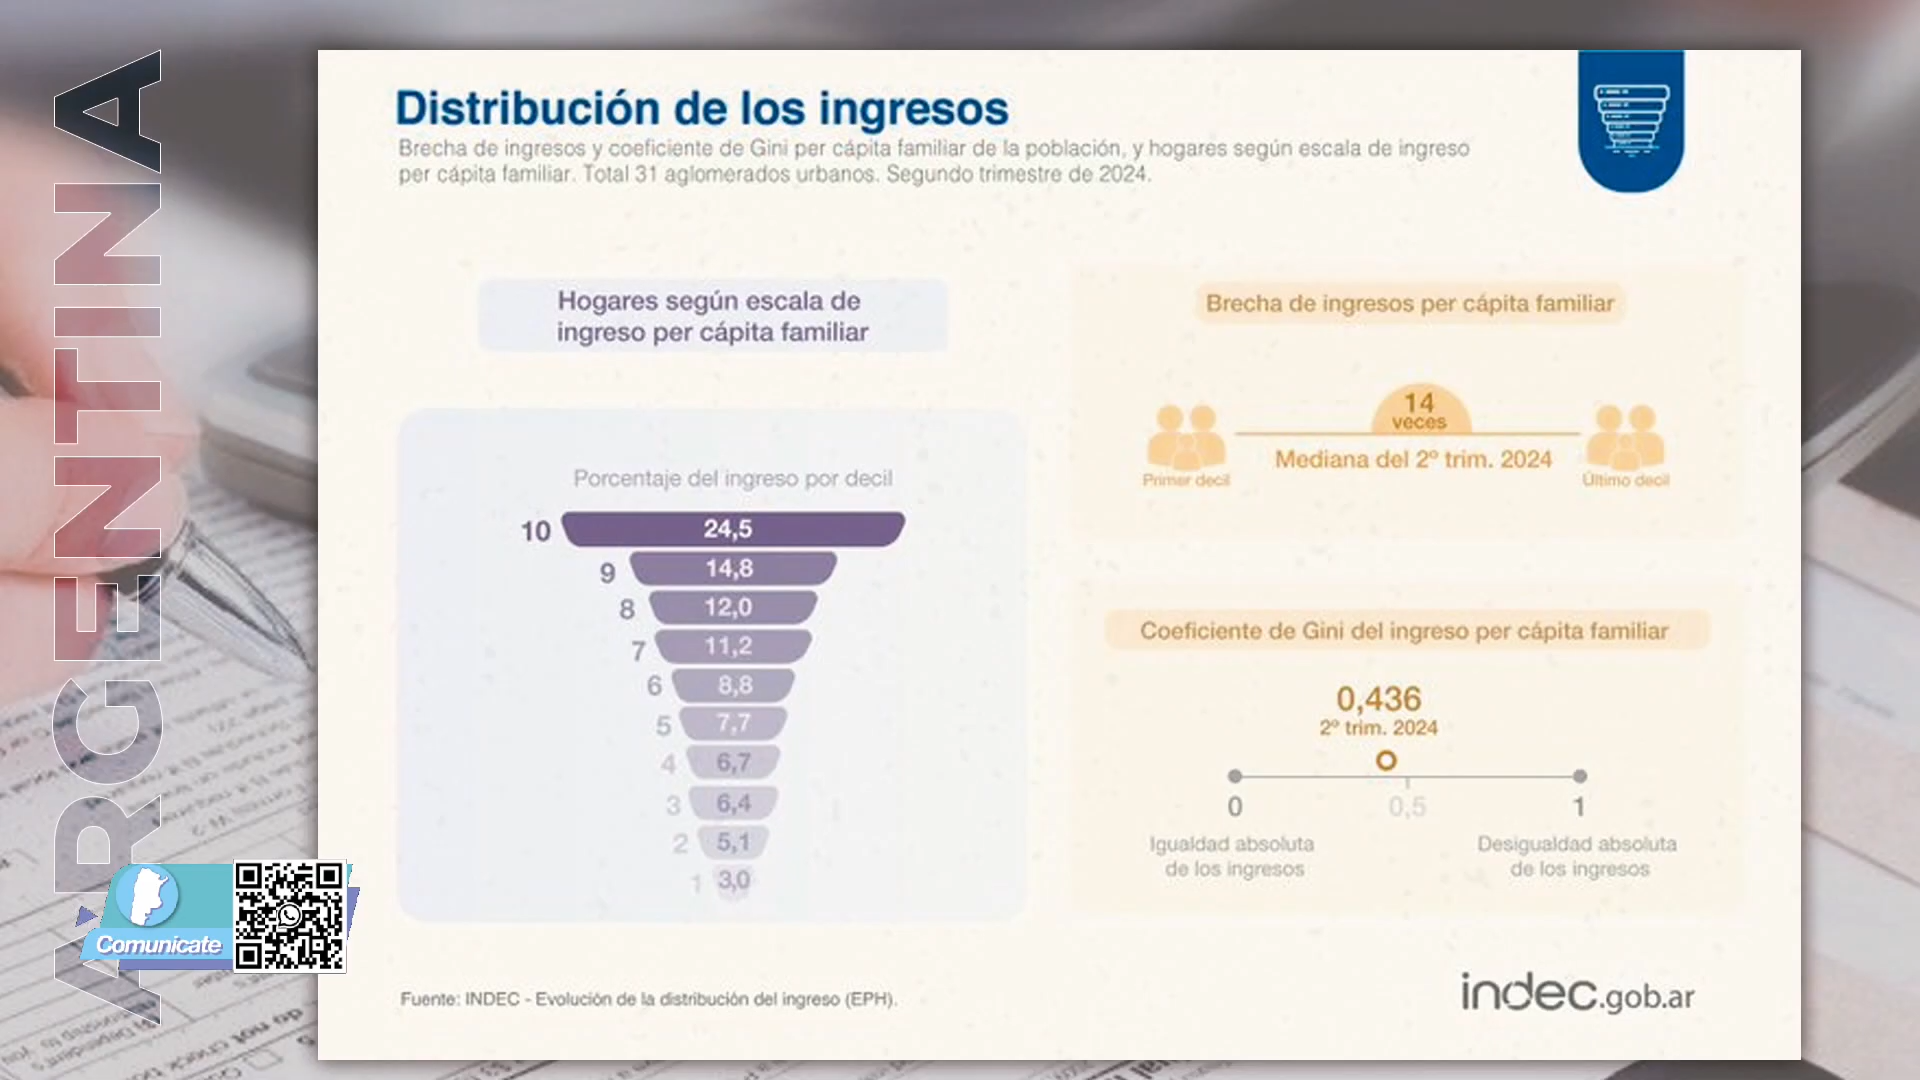 ARGENTINA
Distribución de los ingresos
Brecha de ingresos y coeficiente de Gini per cápita familiar de la población, y hogares según escala de ingreso
per cápita familiar. Total 31 aglomerados urbanos. Segundo trimestre de 2024.
Hogares según escala de
ingreso per cápita familiar
Porcentaje del ingreso por decil
10 24,5
9 14,8
8 12,0
7 11,2
6 8,8
5 7,7
4 6,7
3 6,4
2 5,1
1 3,0
Brecha de ingresos per cápita familiar
14
veces
Mediana del 2º trim. 2024
Primer decil
Último decil
Coeficiente de Gini del ingreso per cápita familiar
0,436
2º trim. 2024
0 0,5 1
Igualdad absoluta
de los ingresos
Desigualdad absoluta
de los ingresos
Comunicate
Fuente: INDEC - Evolución de la distribución del ingreso (EPH).
indec.gob.ar